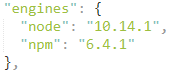 "engines": {
"node": "10.14.1",
"npm": "6.4.1"
},